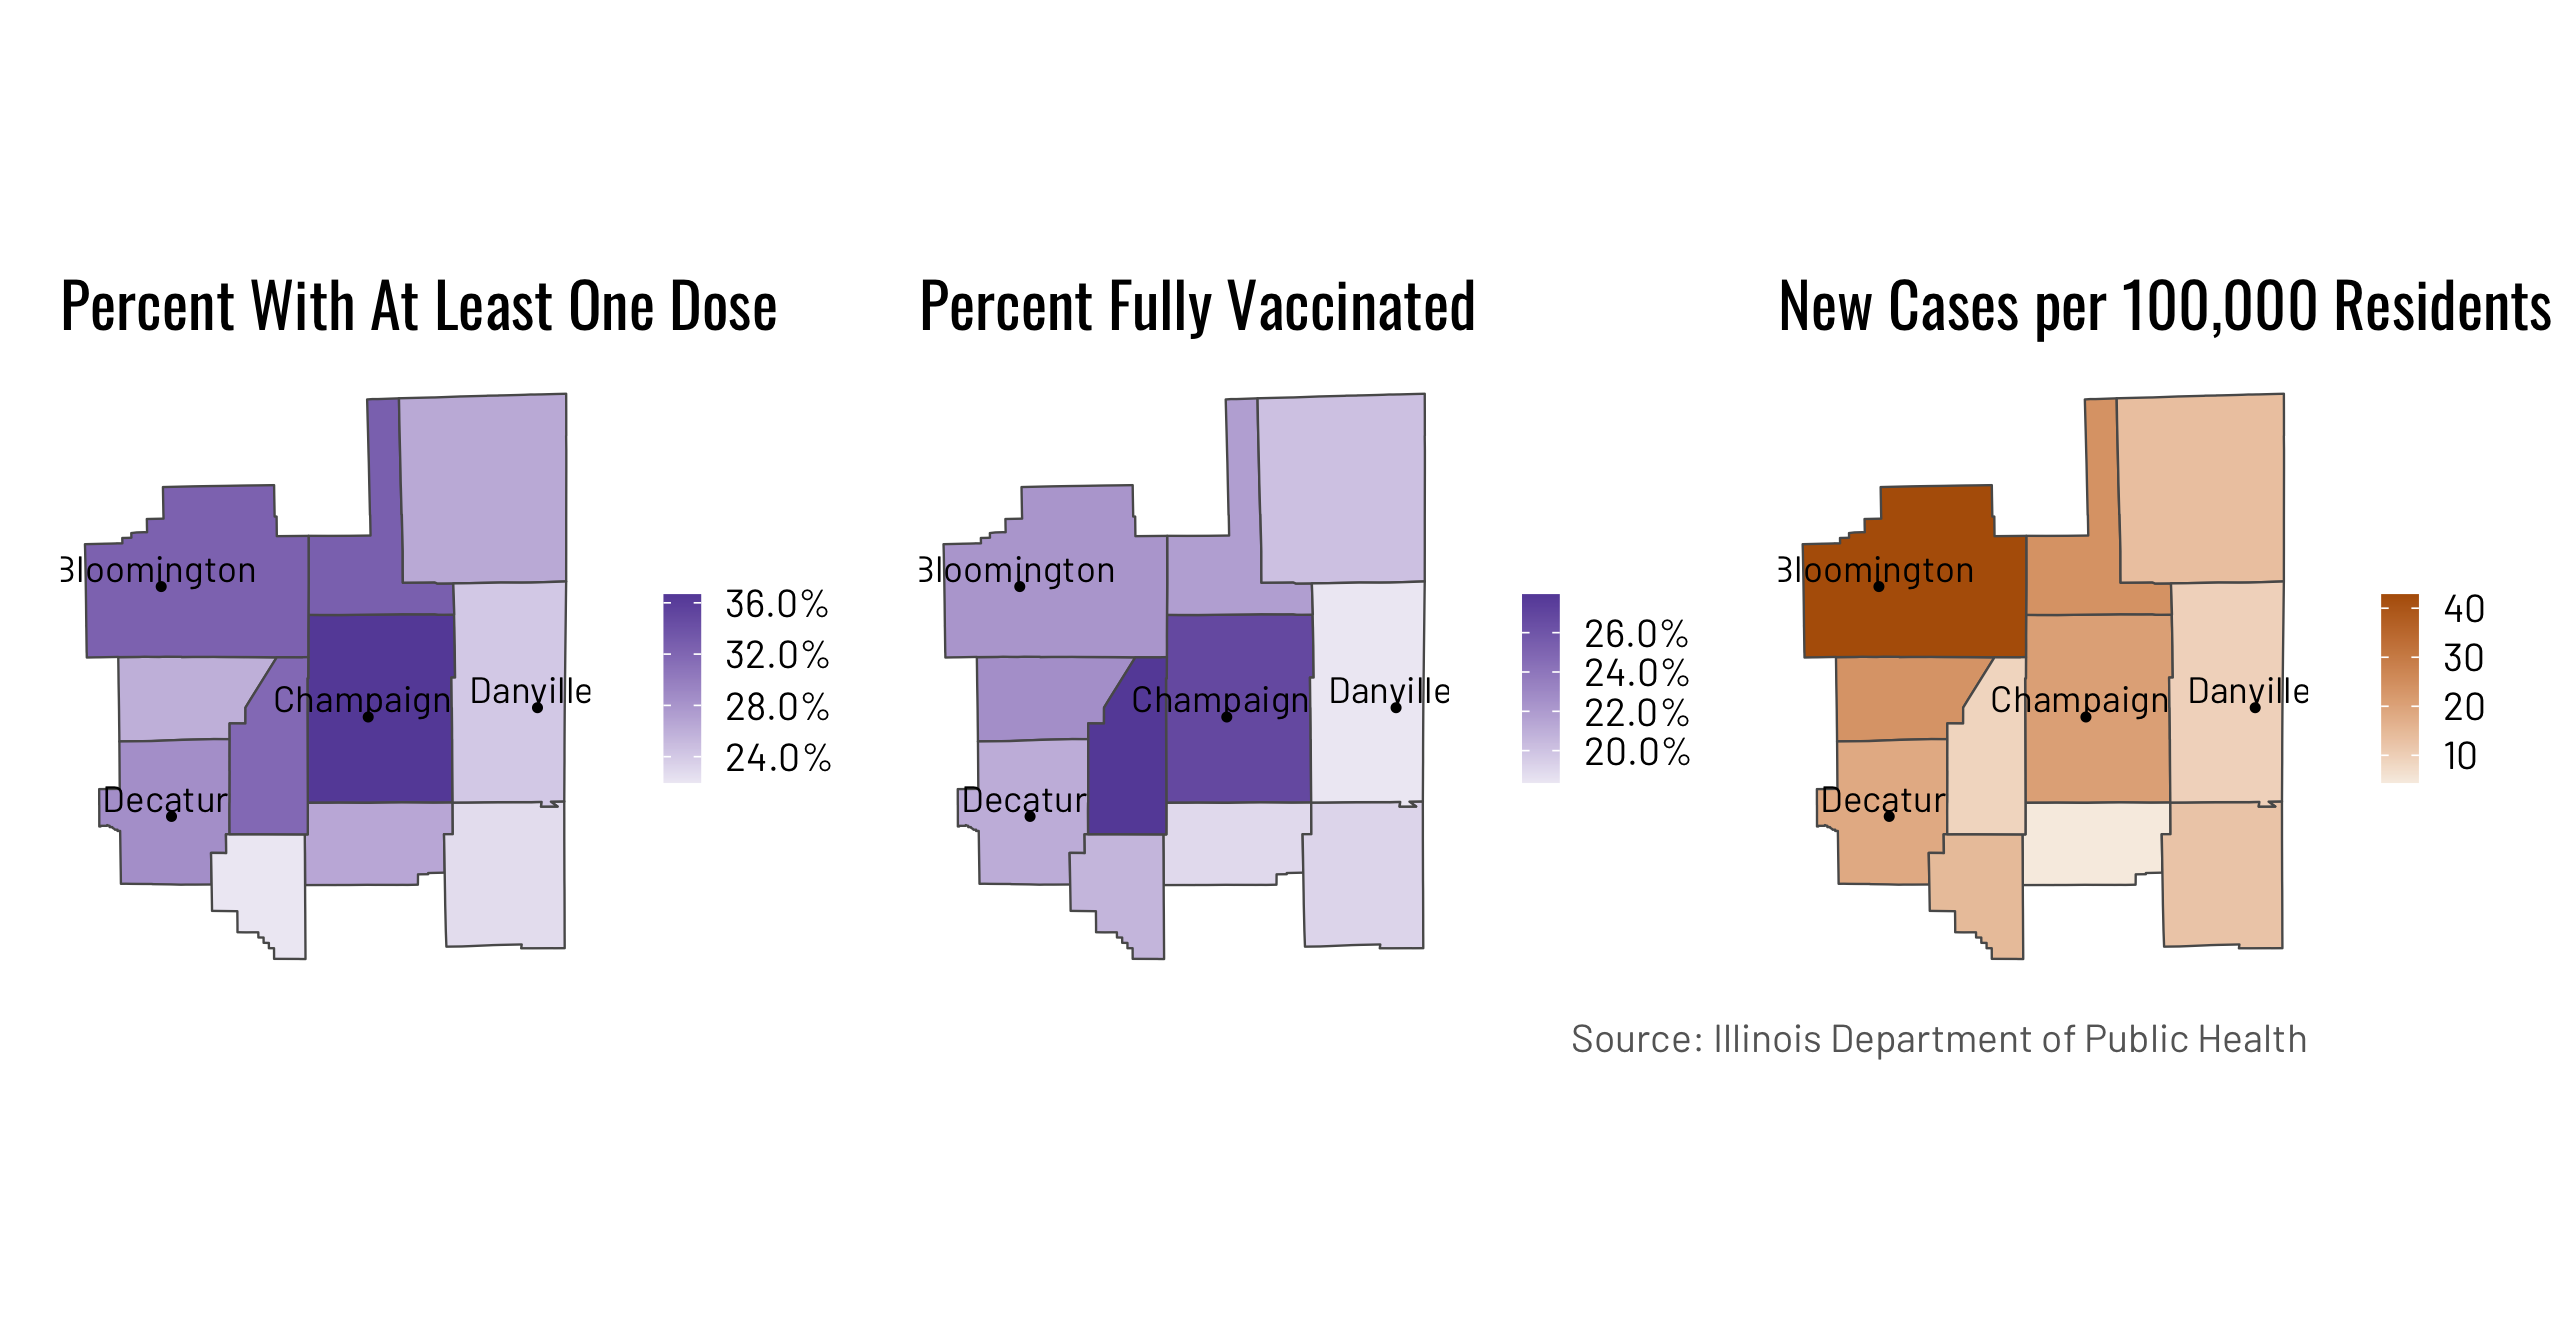 Percent With At Least One Dose
Bloomington
Champaign
Danville
Decatur
36.0%
32.0%
28.0%
24.0%
Percent Fully Vaccinated
Bloomington
Champaign
Danville
Decatur
26.0%
24.0%
22.0%
20.0%
New Cases per 100,000 Residents
Bloomington
Champaign
Danville
Decatur
40
30
20
10
Source: Illinois Department of Public Health